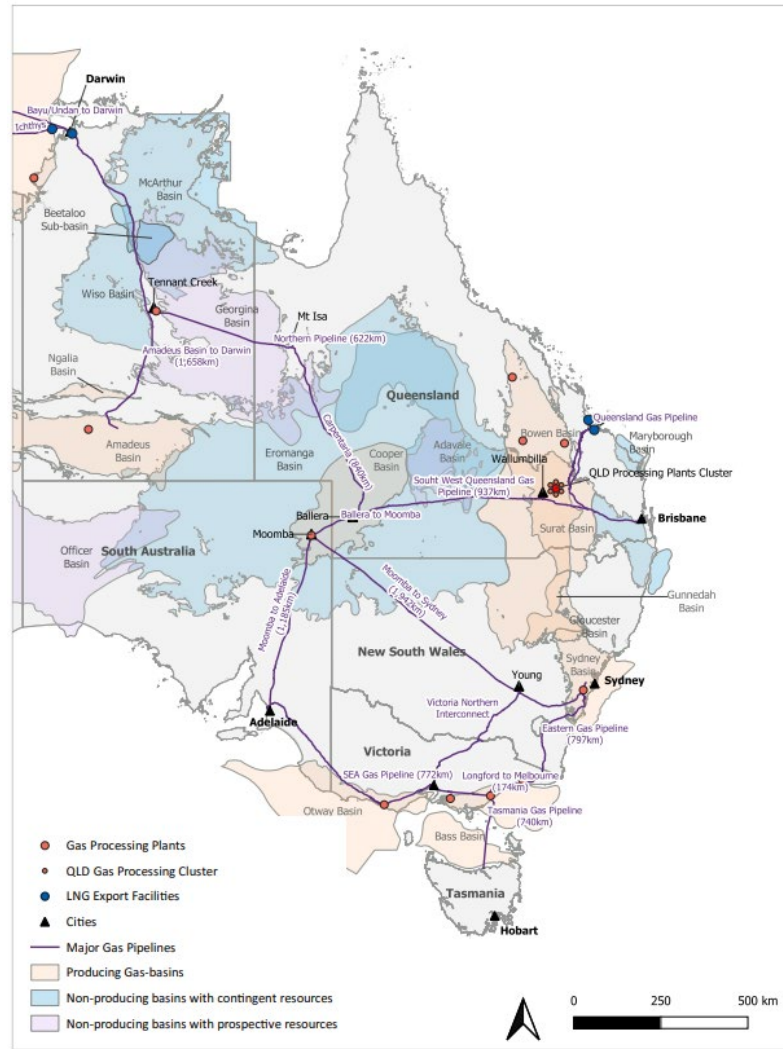 Darwin
Bayu/Undan to Darwin
Ichthys
McArthur
Basin
Beetaloo
Sub-basin
Tennant Creek
Wiso Basin
Georgina
Basin
Mt Isa
Northern Pipeline (622km)
Amadeus Basin to Darwin
(1,658km)
Ngalia
Basin
Queensland
Queensland Gas Pipeline
Carpentaria (840km)
Bowen Basin
Maryborough
Basin
Amadeus
Basin
Eromanga
Basin
Cooper
Basin
Adavale
Basin
Wallumbilla
QLD Processing Plants Cluster
Souht West Queensland Gas
Pipeline (937km)
Ballera
Ballera to Moomba
Brisbane
Moomba
Surat Basin
Officer
Basin
South Australia
Gunnedah
Basin
Moomba to Adelaide
(1,185km)
Moomba to Sydney
(1,942km)
Gloucester
Basin
New South Wales
Sydney
Basin
Young
Sydney
Victoria Northern
Interconnect
Adelaide
Eastern Gas Pipeline
(797km)
Victoria
SEA Gas Pipeline (772km)
Longford to Melbourne
(174km)
Otway Basin
Tasmania Gas Pipeline
(740km)
Bass Basin
Tasmania
Hobart
Gas Processing Plants
QLD Gas Processing Cluster
LNG Export Facilities
Cities
Major Gas Pipelines
Producing Gas-basins
Non-producing basins with contingent resources
Non-producing basins with prospective resources
0 250 500 km